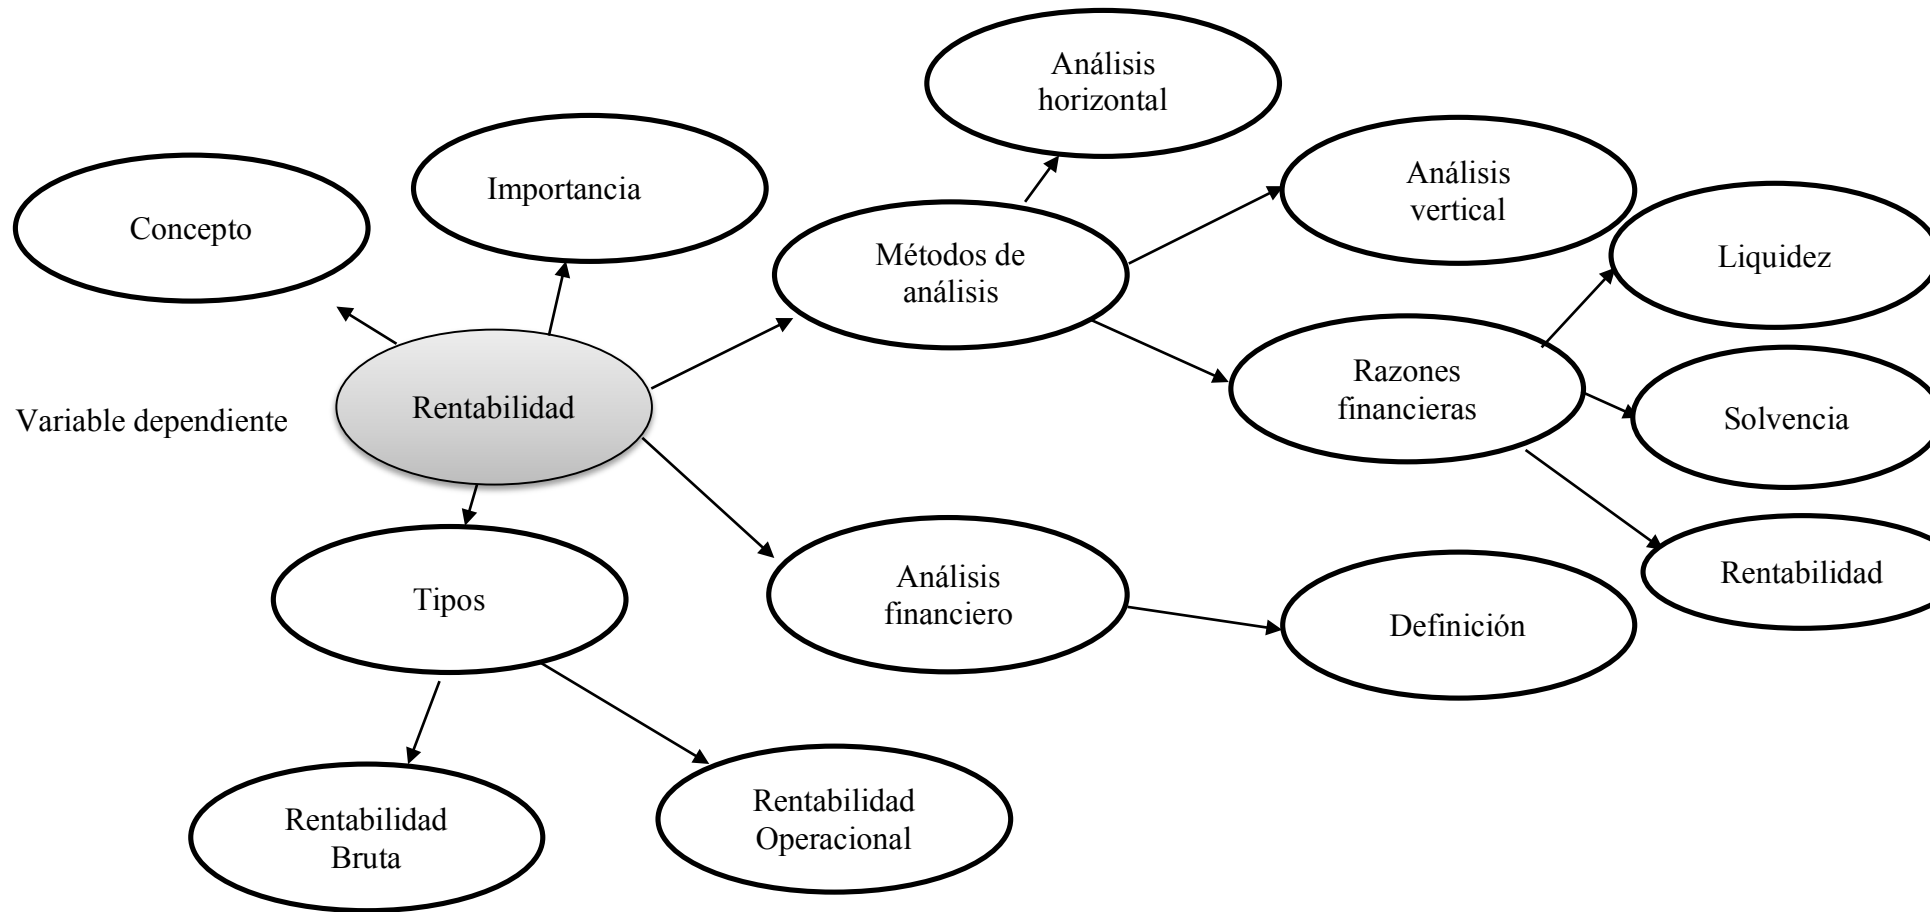 Análisis
horizontal
Importancia
Concepto
Análisis
vertical
Métodos de
análisis
Liquidez
Variable dependiente
Rentabilidad
Razones
financieras
Solvencia
Rentabilidad
Tipos
Análisis
financiero
Definición
Rentabilidad
Bruta
Rentabilidad
Operacional